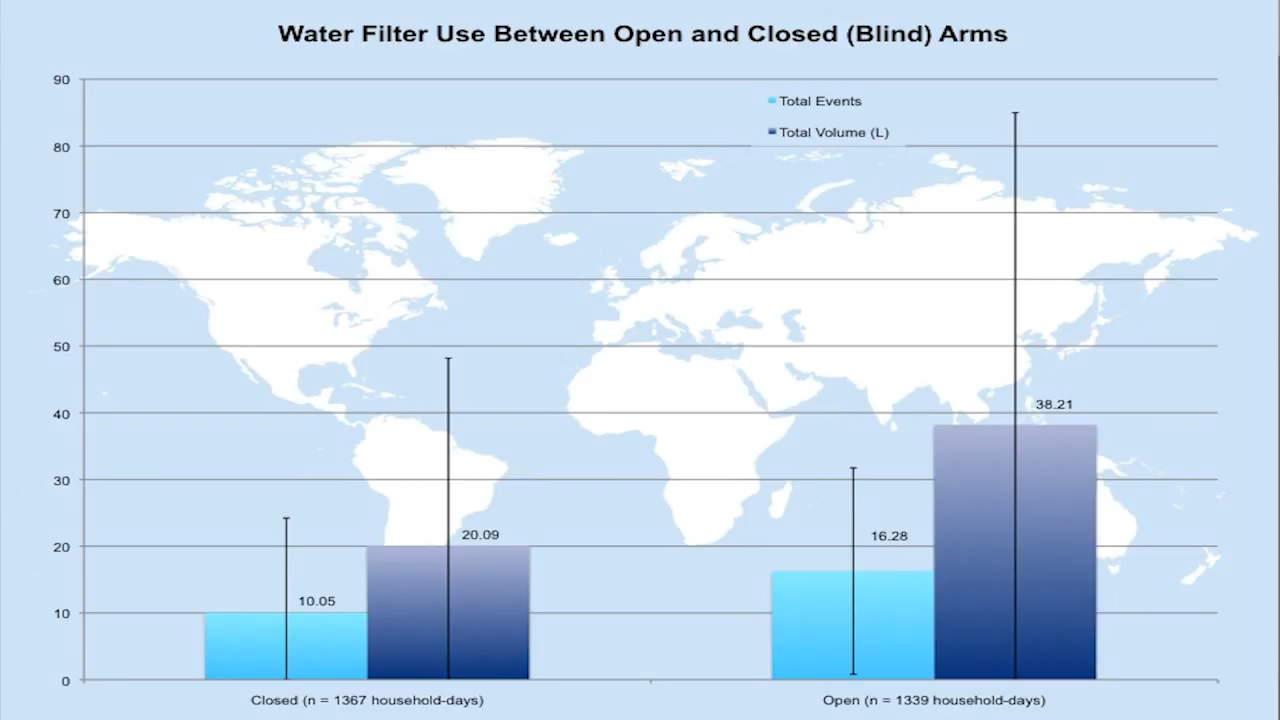 Water Filter Use Between Open and Closed (Blind) Arms
90
80
70
60
50
40
30
20
10
0
Total Events
Total Volume (L)
10.05
20.09
16.28
38.21
Closed (n = 1367 household-days)
Open (n = 1339 household-days)